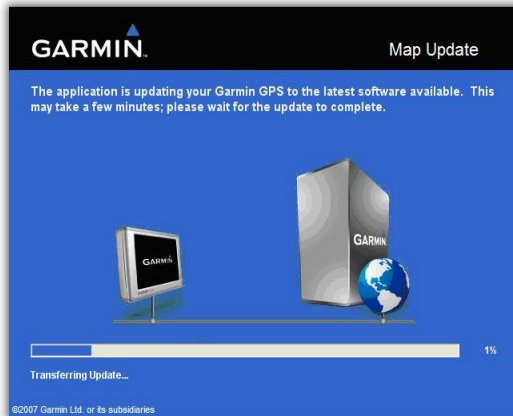 GARMIN
Map Update
The application is updating your Garmin GPS to the latest software available. This
may take a few minutes; please wait for the update to complete.
GARMIN
GARMIN
1%
Transferring Update...
©2007 Garmin Ltd. or its subsidiaries